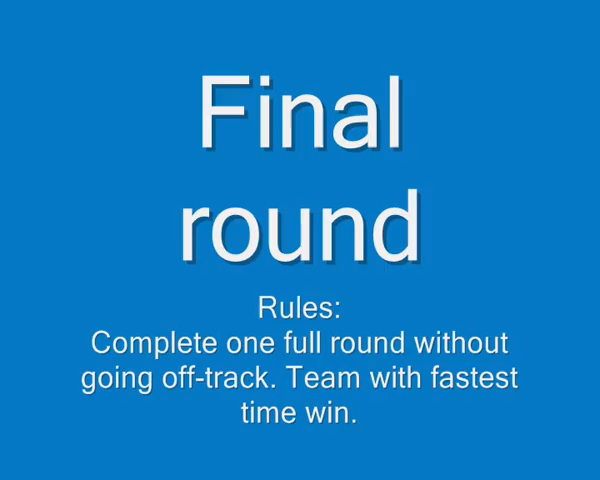 Final
round
Rules:
Complete one full round without
going off-track. Team with fastest
time win.